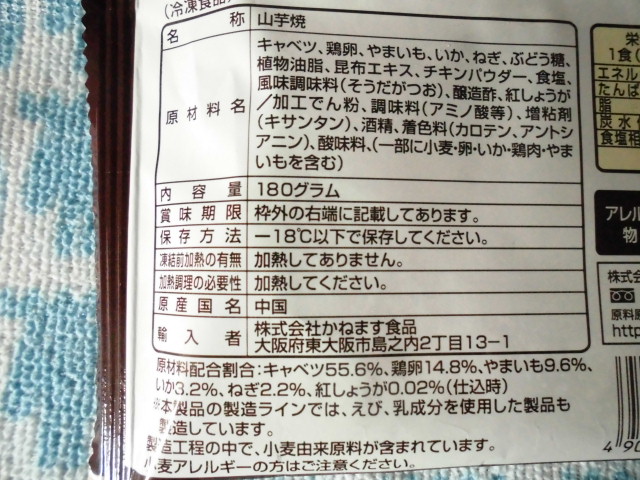 (冷凍食品)
名称 山芋焼
原材料名 キャベツ、鶏卵、やまいも、いか、ねぎ、ぶどう糖、
植物油脂、昆布エキス、チキンパウダー、食塩、
風味調味料(そうだがつお)、醸造酢、紅しょうが
/加工でん粉、調味料(アミノ酸等)、増粘剤
(キサンタン)、酒精、着色料(カロテン、アントシ
アニン)、酸味料、(一部に小麦・卵・いか・鶏肉・やま
いもを含む)
内容量 180グラム
賞味期限 枠外の右端に記載してあります。
保存方法 −18℃以下で保存してください。
凍結前加熱の有無 加熱してありません。
加熱調理の必要性 加熱してください。
原産国名 中国
輸入者 株式会社かねます食品
大阪府東大阪市島之内2丁目13-1
原材料配合割合:キャベツ55.6%、鶏卵14.8%、やまいも9.6%、
いか3.2%、ねぎ2.2%、紅しょうが0.02%(仕込時)
※本製品の製造ラインでは、えび、乳成分を使用した製品も
製造しています。
製造工程の中で、小麦由来原料が含まれています。
小麦アレルギーの方はご注意ください。
栄
1食(
エネル
たんぱ
脂
炭水
食塩相
アレル
物
株式会
原料原
http
4 90